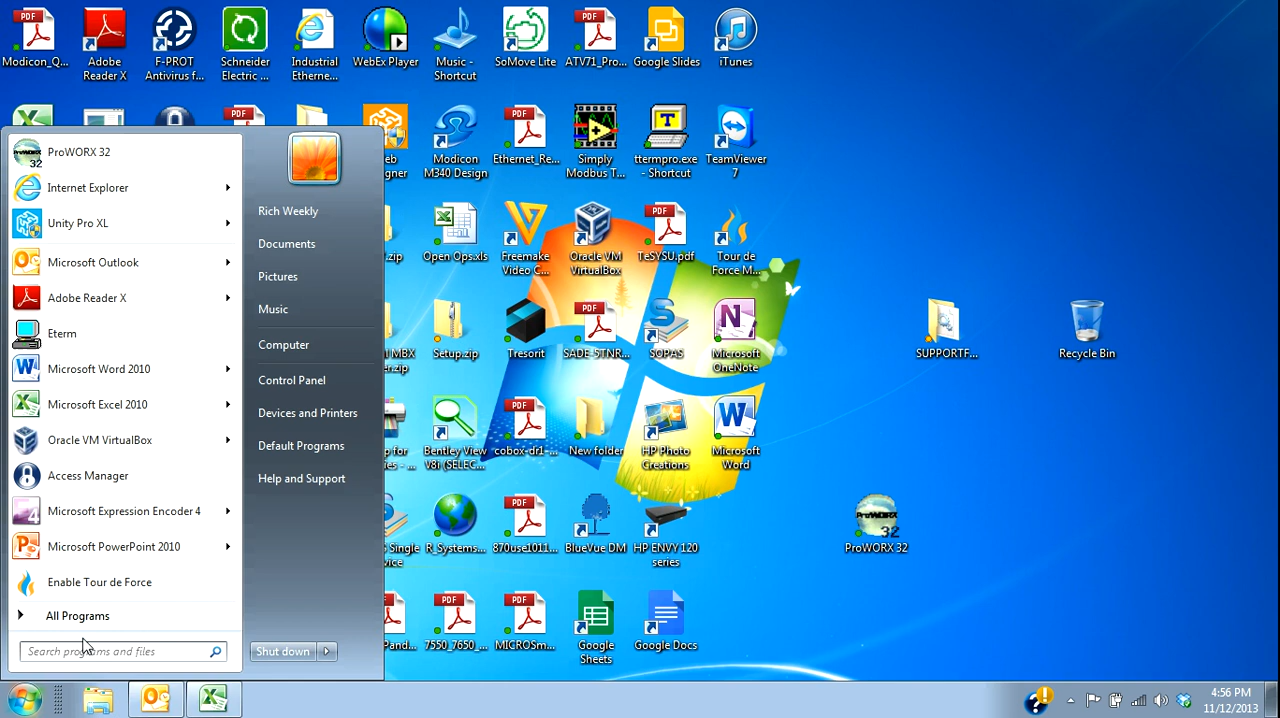 Modicon_Q...
Adobe
Reader X
F-PROT
Antivirus f...
Schneider
Electric ...
Industrial
Etherne...
WebEx Player
Music -
Shortcut
SoMove Lite
ATV71_Pro...
Google Slides
iTunes
Modicon
M340 Design
Ethernet_Re...
Simply
Modbus T...
ttermpro.exe
- Shortcut
TeamViewer
7
Open Ops.xls
Freemake
Video C...
Oracle VM
VirtualBox
TeSYSU.pdf
Tour de
Force M...
Setup.zip
Tresorit
SADE-5TNR...
SOPAS
Microsoft
OneNote
SUPPORTF...
Recycle Bin
Bentley View
V8i (SELEC...
cobox-dr1-...
New folder
HP Photo
Creations
Microsoft
Word
R_Systems...
870use1011...
BlueVue DM
HP ENVY 120
series
ProWORX 32
7550_7650_...
MICROSm...
Google
Sheets
Google Docs
ProWORX 32
Internet Explorer
Unity Pro XL
Microsoft Outlook
Adobe Reader X
Eterm
Microsoft Word 2010
Microsoft Excel 2010
Oracle VM VirtualBox
Access Manager
Microsoft Expression Encoder 4
Microsoft PowerPoint 2010
Enable Tour de Force
All Programs
Search programs and files
Rich Weekly
Documents
Pictures
Music
Computer
Control Panel
Devices and Printers
Default Programs
Help and Support
Shut down
4:56 PM
11/12/2013